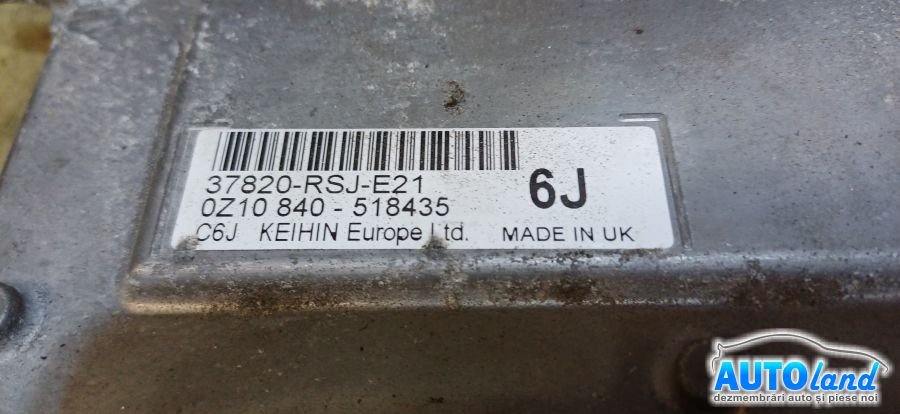 37820-RSJ-E21
0Z10 840 - 518435
6J
C6J KEIHIN Europe Ltd. MADE IN UK
AUTOland
dezmembrări auto și piese noi